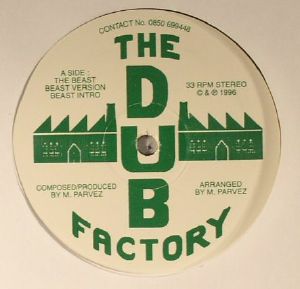 CONTACT No. 0850 699448
THE
DUB
FACTORY
A SIDE :
THE BEAST
BEAST VERSION
BEAST INTRO
33 RPM STEREO
© & ℗ 1996
COMPOSED/PRODUCED
BY M. PARVEZ
ARRANGED
BY M. PARVEZ